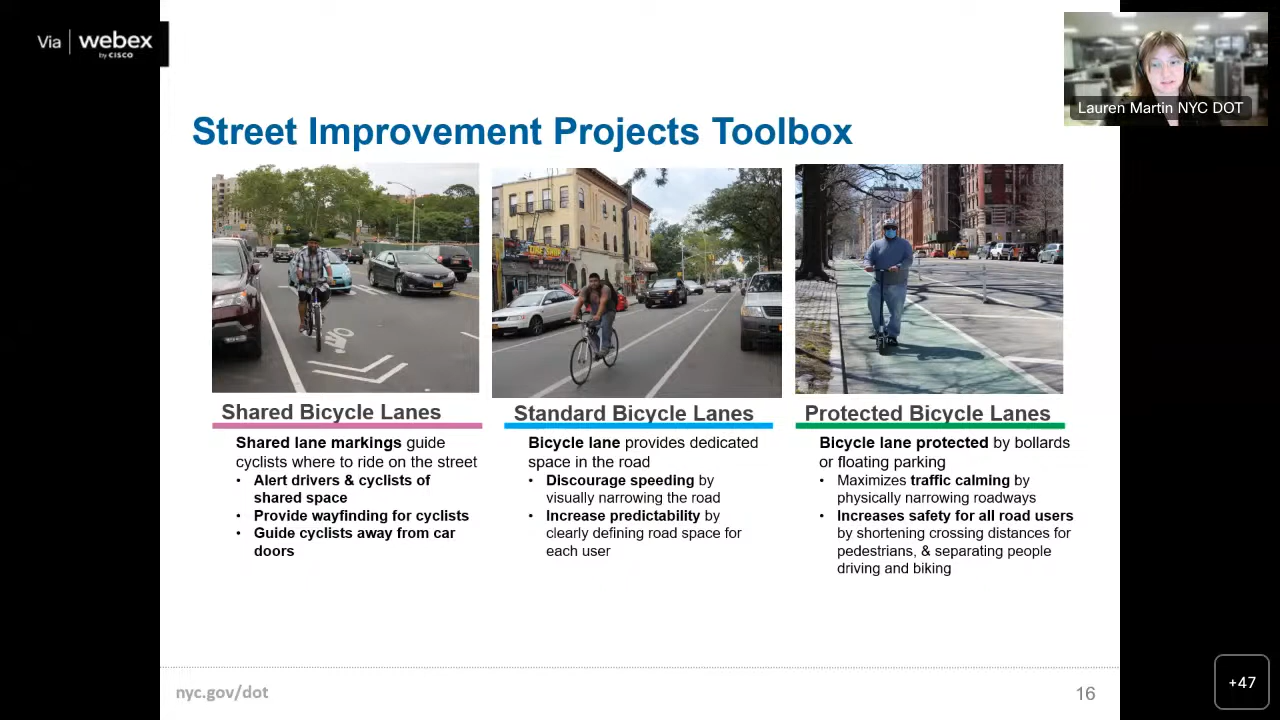 Via webex
by CISCO
Lauren Martin NYC DOT
Street Improvement Projects Toolbox
Shared Bicycle Lanes
Shared lane markings guide
cyclists where to ride on the street
• Alert drivers & cyclists of
shared space
• Provide wayfinding for cyclists
• Guide cyclists away from car
doors
Standard Bicycle Lanes
Bicycle lane provides dedicated
space in the road
• Discourage speeding by
visually narrowing the road
• Increase predictability by
clearly defining road space for
each user
Protected Bicycle Lanes
Bicycle lane protected by bollards
or floating parking
• Maximizes traffic calming by
physically narrowing roadways
• Increases safety for all road users
by shortening crossing distances for
pedestrians, & separating people
driving and biking
nyc.gov/dot
16
+47